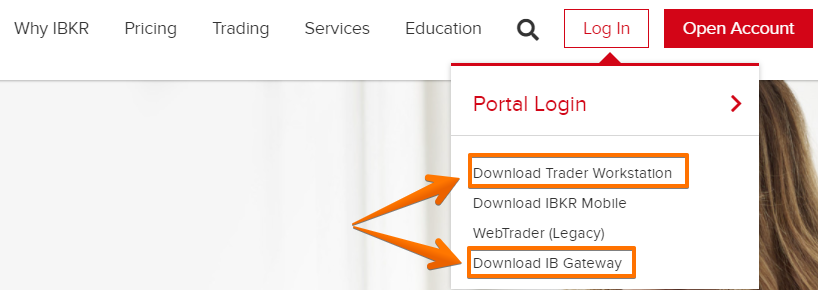 Why IBKR Pricing Trading Services Education Log In Open Account
Portal Login
Download Trader Workstation
Download IBKR Mobile
WebTrader (Legacy)
Download IB Gateway